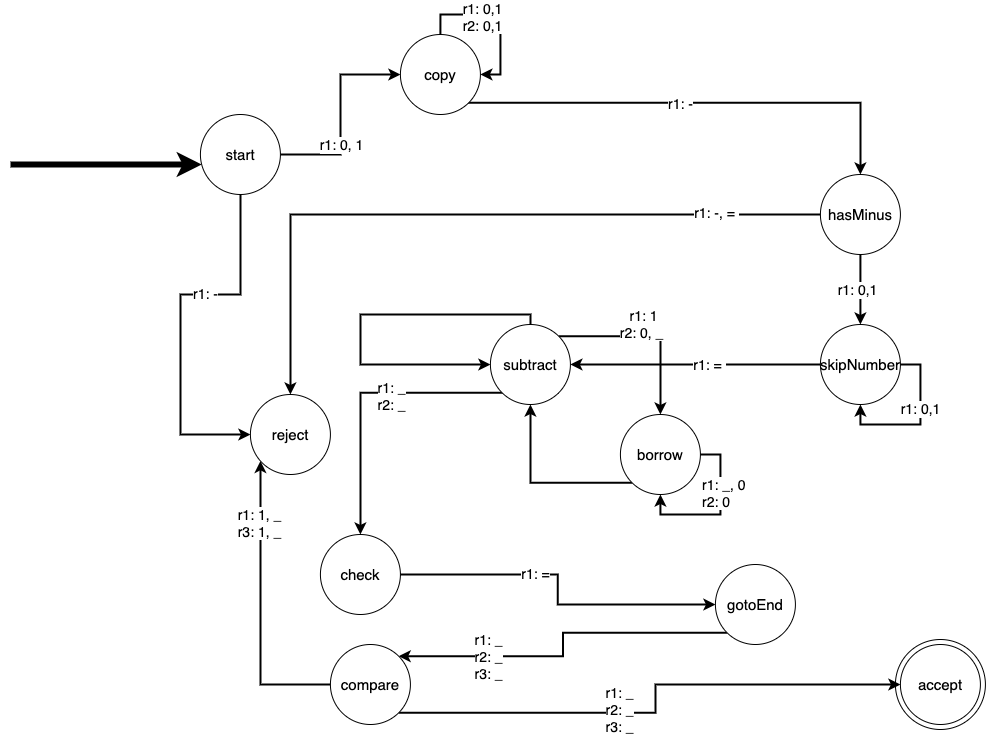 r1: 0,1
r2: 0,1
copy
r1: -
r1: 0, 1
start
hasMinus
r1: -, =
r1: 0,1
r1: -
r1: 1
r2: 0, _
subtract
r1: =
skipNumber
r1: _
r2: _
r1: 0,1
reject
borrow
r1: _, 0
r2: 0
r1: 1, _
r3: 1, _
check
r1: =
gotoEnd
r1: _
r2: _
r3: _
compare
r1: _
r2: _
r3: _
accept